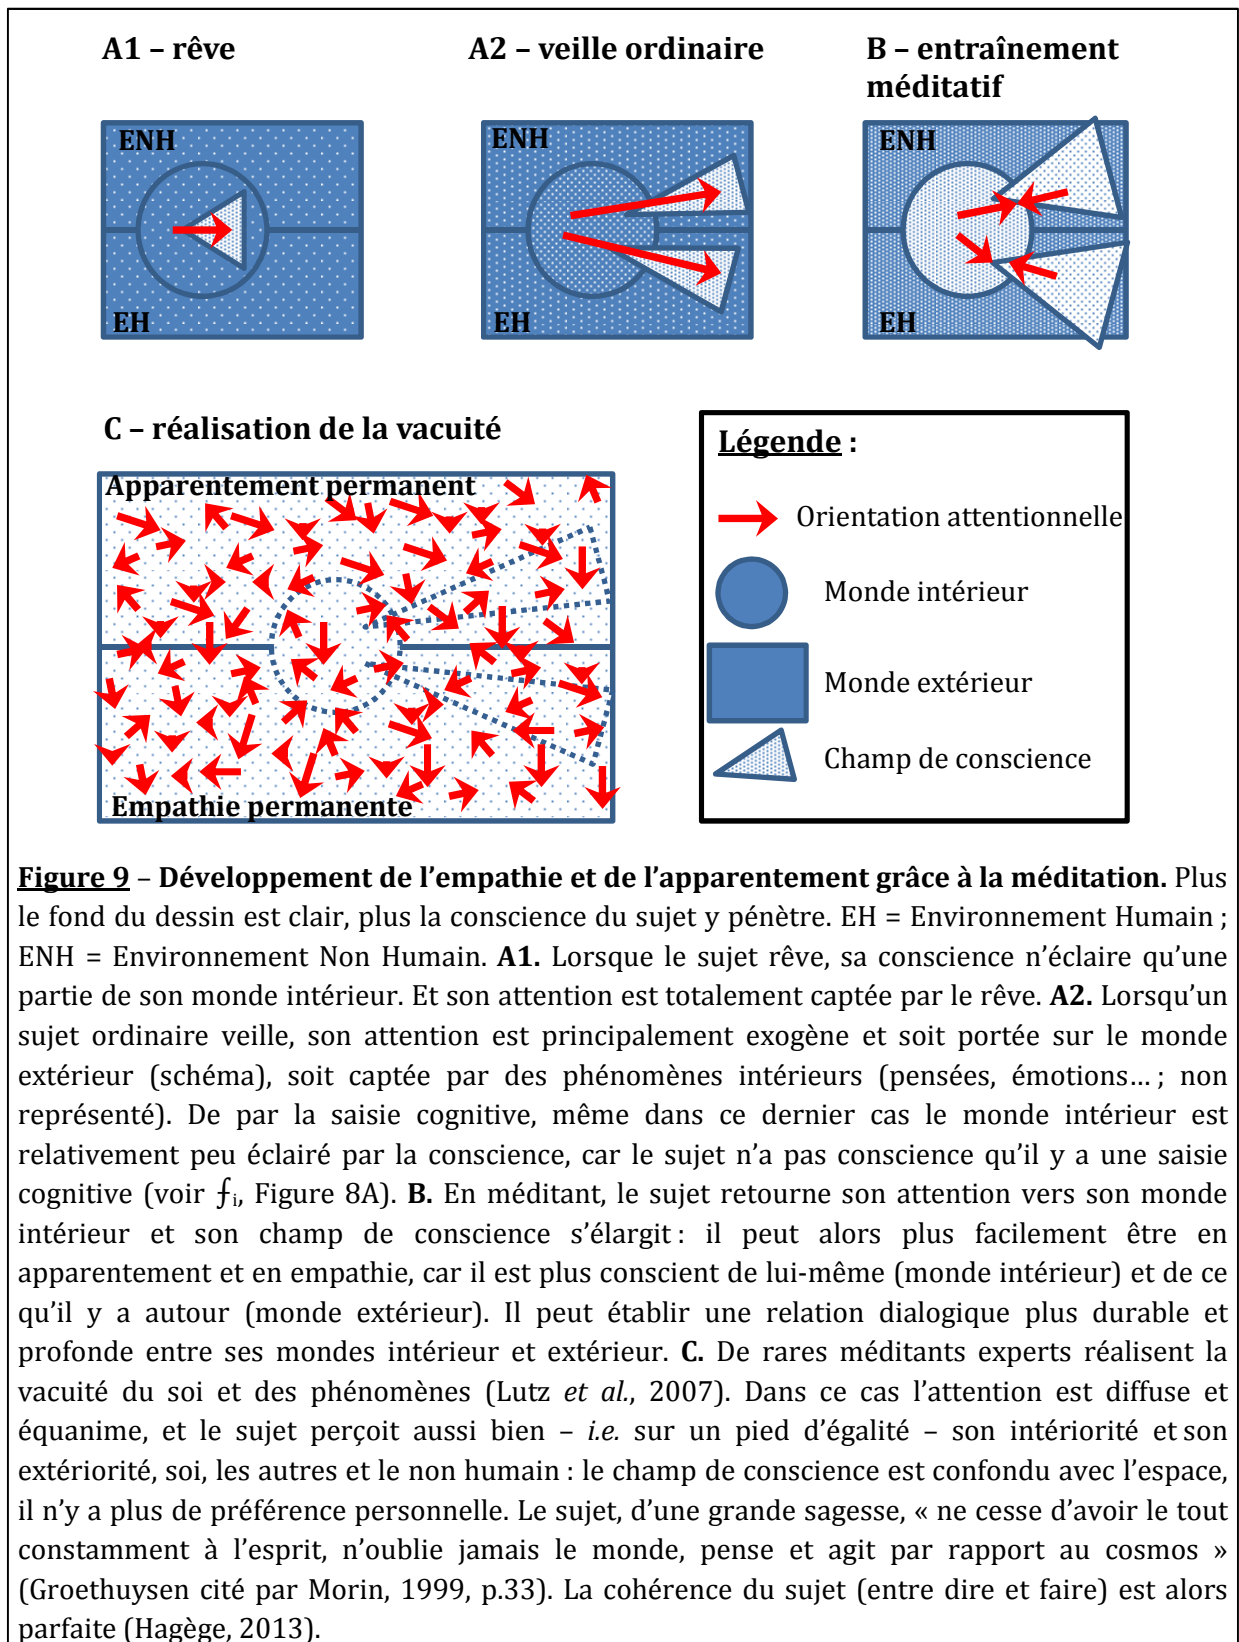 A1 – rêve
A2 – veille ordinaire
B – entraînement
méditatif
ENH
EH
ENH
EH
ENH
EH
C – réalisation de la vacuité
Apparentement permanent
Empathie permanente
Légende :
Orientation attentionnelle
Monde intérieur
Monde extérieur
Champ de conscience
Figure 9 – Développement de l’empathie et de l’apparentement grâce à la méditation. Plus
le fond du dessin est clair, plus la conscience du sujet y pénètre. EH = Environnement Humain ;
ENH = Environnement Non Humain. A1. Lorsque le sujet rêve, sa conscience n’éclaire qu’une
partie de son monde intérieur. Et son attention est totalement captée par le rêve. A2. Lorsqu’un
sujet ordinaire veille, son attention est principalement exogène et soit portée sur le monde
extérieur (schéma), soit captée par des phénomènes intérieurs (pensées, émotions… ; non
représenté). De par la saisie cognitive, même dans ce dernier cas le monde intérieur est
relativement peu éclairé par la conscience, car le sujet n’a pas conscience qu’il y a une saisie
cognitive (voir ƒi, Figure 8A). B. En méditant, le sujet retourne son attention vers son monde
intérieur et son champ de conscience s’élargit : il peut alors plus facilement être en
apparentement et en empathie, car il est plus conscient de lui-même (monde intérieur) et de ce
qu’il y a autour (monde extérieur). Il peut établir une relation dialogique plus durable et
profonde entre ses mondes intérieur et extérieur. C. De rares méditants experts réalisent la
vacuité du soi et des phénomènes (Lutz et al., 2007). Dans ce cas l’attention est diffuse et
équanime, et le sujet perçoit aussi bien – i.e. sur un pied d’égalité – son intériorité et son
extériorité, soi, les autres et le non humain : le champ de conscience est confondu avec l’espace,
il n’y a plus de préférence personnelle. Le sujet, d’une grande sagesse, « ne cesse d’avoir le tout
constamment à l’esprit, n’oublie jamais le monde, pense et agit par rapport au cosmos »
(Groethuysen cité par Morin, 1999, p.33). La cohérence du sujet (entre dire et faire) est alors
parfaite (Hagège, 2013).